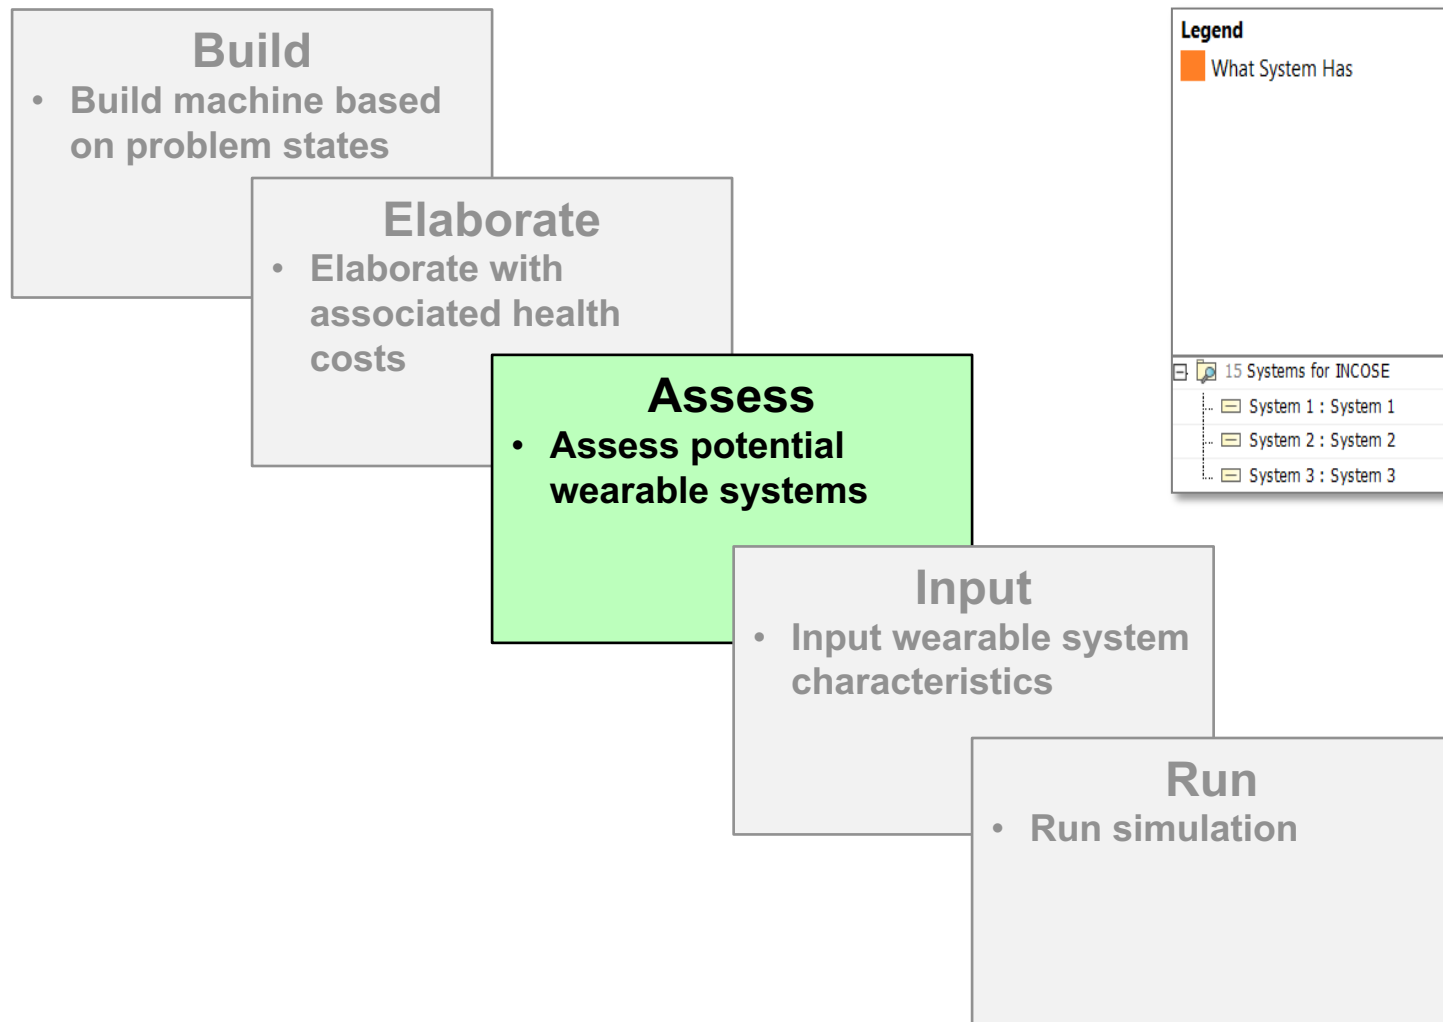 Build
• Build machine based
on problem states
Elaborate
• Elaborate with
associated health
costs
Assess
• Assess potential
wearable systems
Input
• Input wearable system
characteristics
Run
• Run simulation
Legend
What System Has
15 Systems for INCOSE
System 1 : System 1
System 2 : System 2
System 3 : System 3